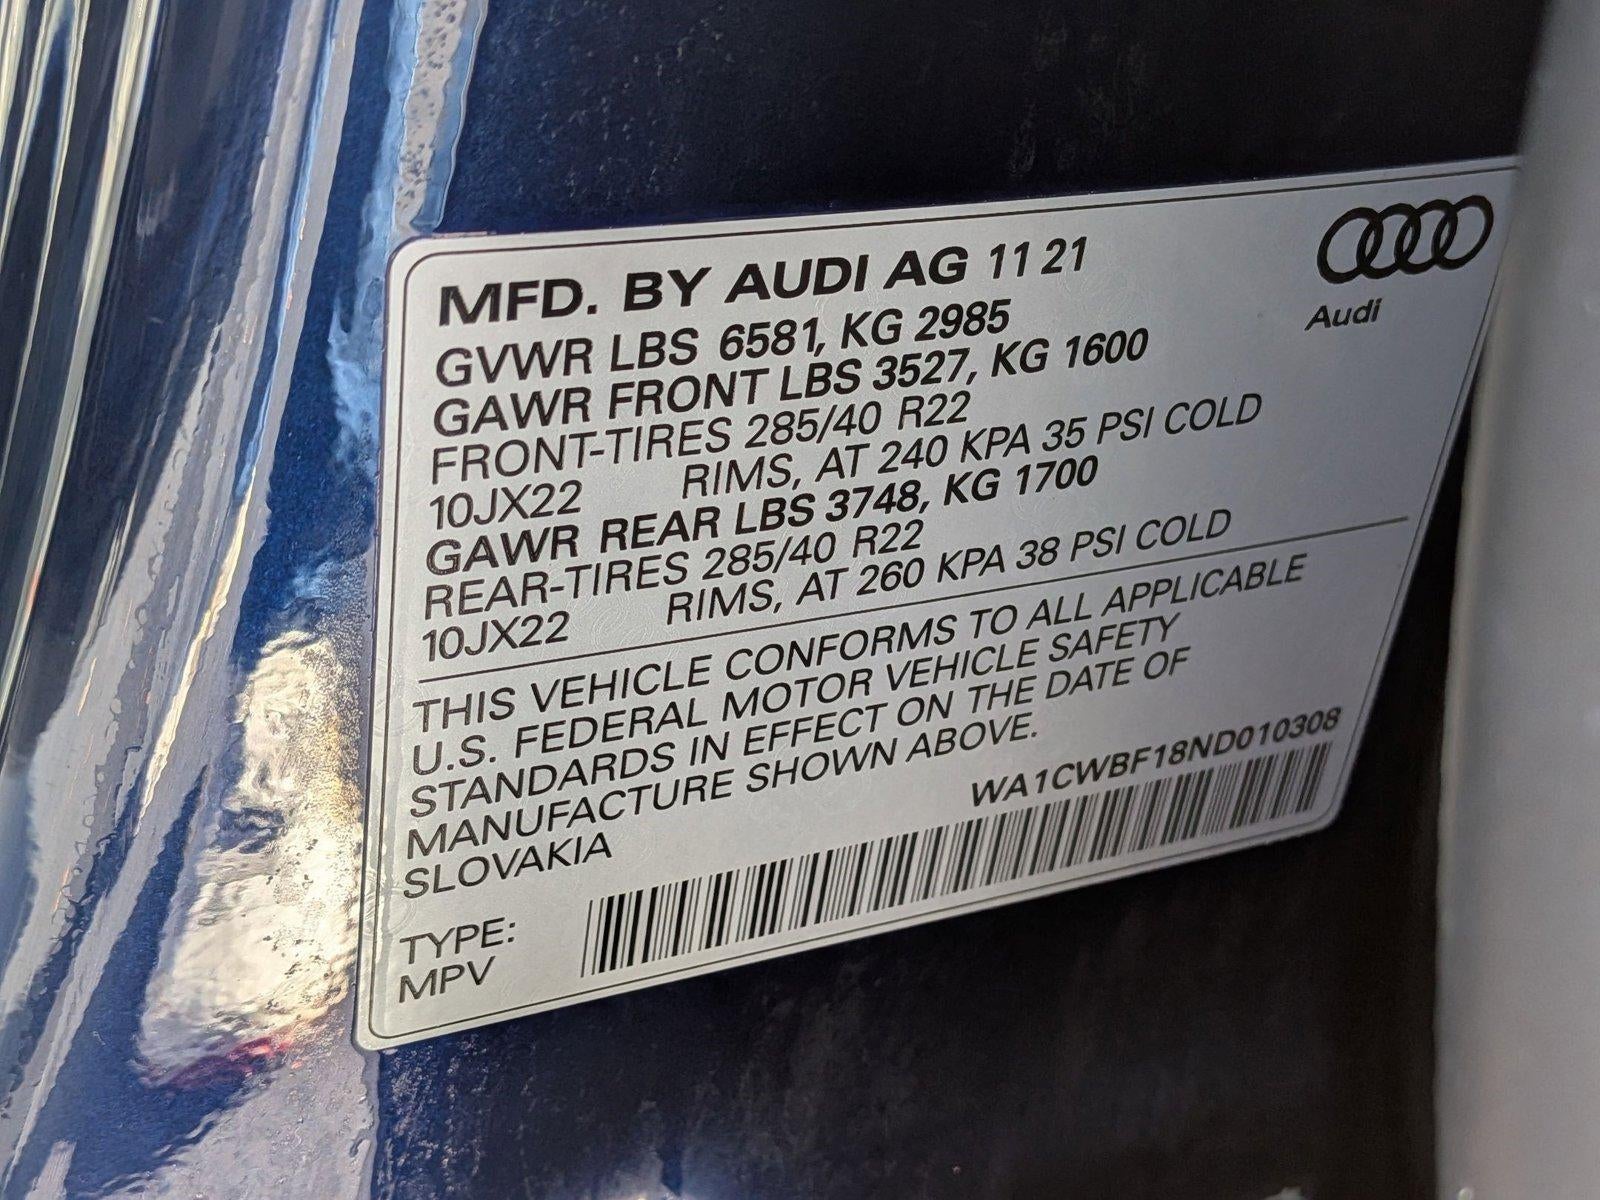 MFD. BY AUDI AG 11 21
Audi
GVWR LBS 6581, KG 2985
GAWR FRONT LBS 3527, KG 1600
FRONT-TIRES 285/40 R22
10JX22 RIMS, AT 240 KPA 35 PSI COLD
GAWR REAR LBS 3748, KG 1700
REAR-TIRES 285/40 R22
10JX22 RIMS, AT 260 KPA 38 PSI COLD
THIS VEHICLE CONFORMS TO ALL APPLICABLE
U.S. FEDERAL MOTOR VEHICLE SAFETY
STANDARDS IN EFFECT ON THE DATE OF
MANUFACTURE SHOWN ABOVE.
SLOVAKIA
WA1CWBF18ND010308
TYPE:
MPV